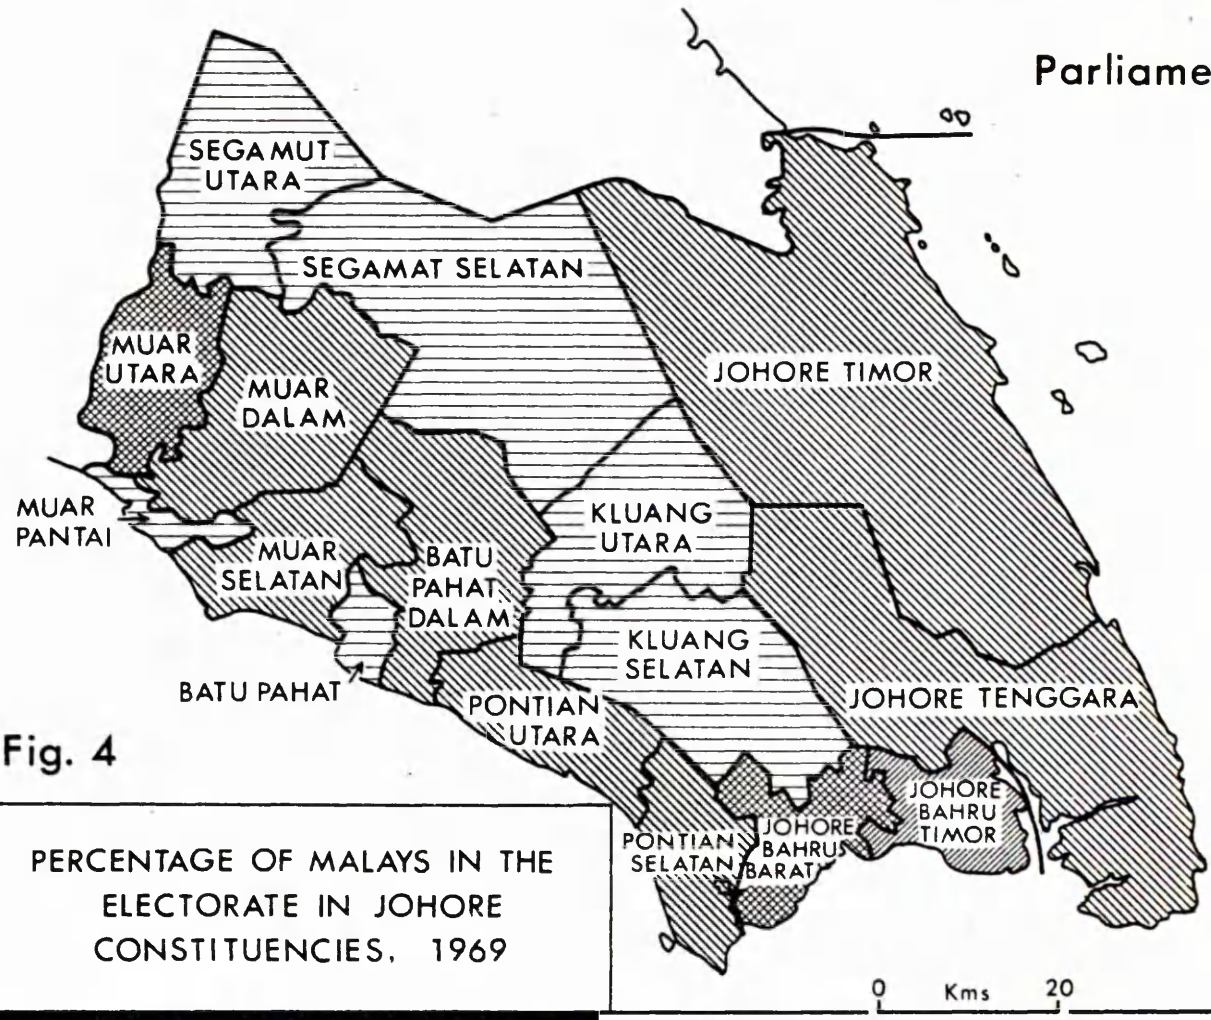 Parliame
SEGAMUT
UTARA
SEGAMAT SELATAN
MUAR
UTARA
MUAR
DALAM
JOHORE TIMOR
MUAR
PANTAI
MUAR
SELATAN
BATU
PAHAT
DALAM
KLUANG
UTARA
KLUANG
SELATAN
BATU PAHAT
PONTIAN
UTARA
JOHORE TENGGARA
JOHORE
BAHRU
TIMOR
JOHORE
BAHRU
BARAT
PONTIAN
SELATAN
Fig. 4
PERCENTAGE OF MALAYS IN THE
ELECTORATE IN JOHORE
CONSTITUENCIES, 1969
0 Kms 20